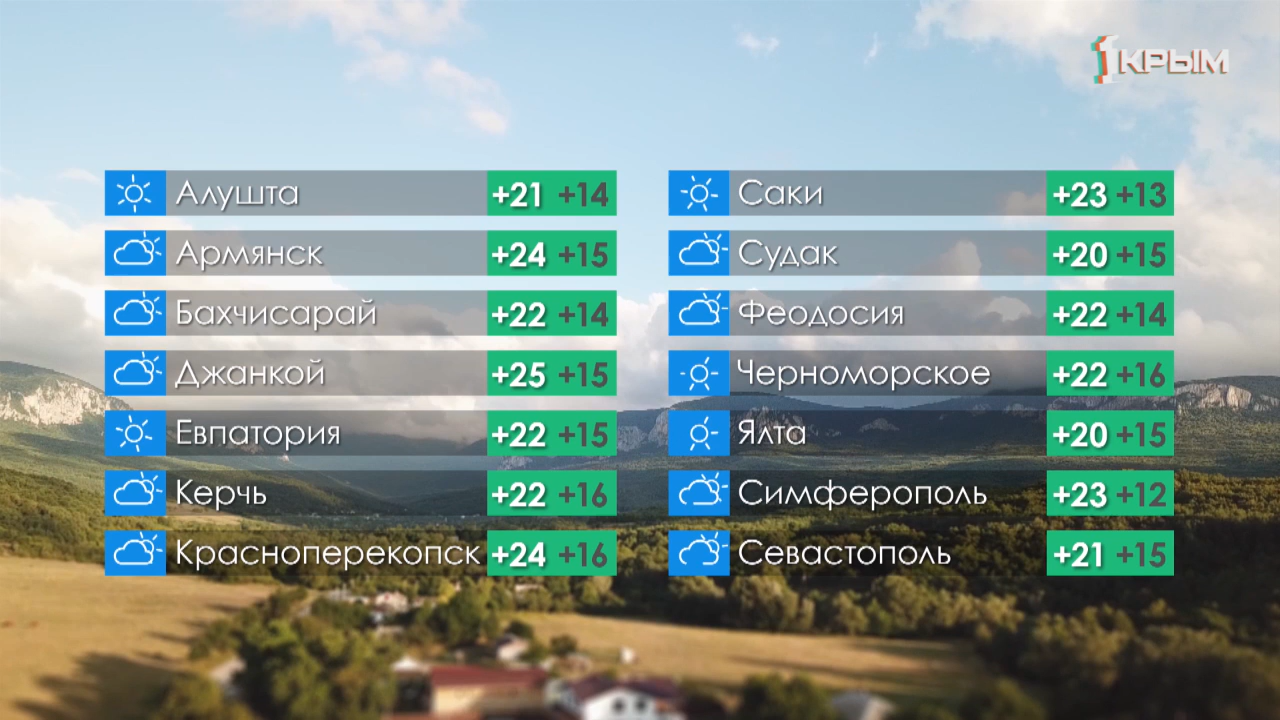 1 КРЫМ
Алушта +21 +14
Армянск +24 +15
Бахчисарай +22 +14
Джанкой +25 +15
Евпатория +22 +15
Керчь +22 +16
Красноперекопск +24 +16
Саки +23 +13
Судак +20 +15
Феодосия +22 +14
Черноморское +22 +16
Ялта +20 +15
Симферополь +23 +12
Севастополь +21 +15